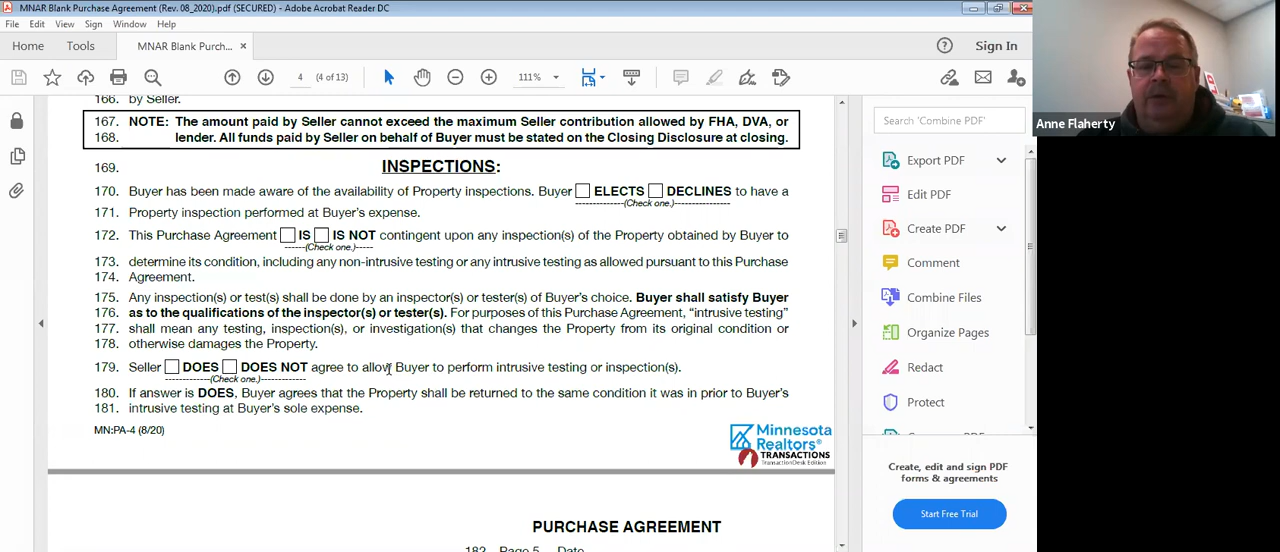 MNAR Blank Purchase Agreement (Rev. 08_2020).pdf (SECURED) - Adobe Acrobat Reader DC
File Edit View Sign Window Help
Home Tools MNAR Blank Purch... × Sign In
4 (4 of 13) 111%
166. by Seller.
167. NOTE: The amount paid by Seller cannot exceed the maximum Seller contribution allowed by FHA, DVA, or
168. lender. All funds paid by Seller on behalf of Buyer must be stated on the Closing Disclosure at closing.
169. INSPECTIONS:
170. Buyer has been made aware of the availability of Property inspections. Buyer ELECTS DECLINES to have a
(Check one.)
171. Property inspection performed at Buyer's expense.
172. This Purchase Agreement IS IS NOT contingent upon any inspection(s) of the Property obtained by Buyer to
(Check one.)
173. determine its condition, including any non-intrusive testing or any intrusive testing as allowed pursuant to this Purchase
174. Agreement.
175. Any inspection(s) or test(s) shall be done by an inspector(s) or tester(s) of Buyer's choice. Buyer shall satisfy Buyer
176. as to the qualifications of the inspector(s) or tester(s). For purposes of this Purchase Agreement, "intrusive testing"
177. shall mean any testing, inspection(s), or investigation(s) that changes the Property from its original condition or
178. otherwise damages the Property.
179. Seller DOES DOES NOT agree to allow Buyer to perform intrusive testing or inspection(s).
(Check one.)
180. If answer is DOES, Buyer agrees that the Property shall be returned to the same condition it was in prior to Buyer's
181. intrusive testing at Buyer's sole expense.
MN:PA-4 (8/20)
Minnesota
Realtors®
TRANSACTIONS
TransactionDesk Edition
PURCHASE AGREEMENT
182. Page 5 Date
Search 'Combine PDF'
Export PDF
Edit PDF
Create PDF
Comment
Combine Files
Organize Pages
Redact
Protect
Create, edit and sign PDF
forms & agreements
Start Free Trial
Anne Flaherty